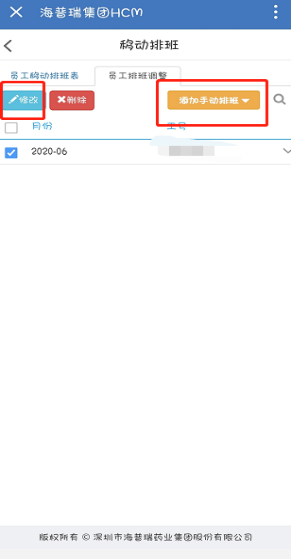 海普瑞集团HCM
移动排班
员工移动排班表 员工排班调整
修改 删除 添加手动排班
月份 工号
2020-06
版权所有 © 深圳市海普瑞药业集团股份有限公司